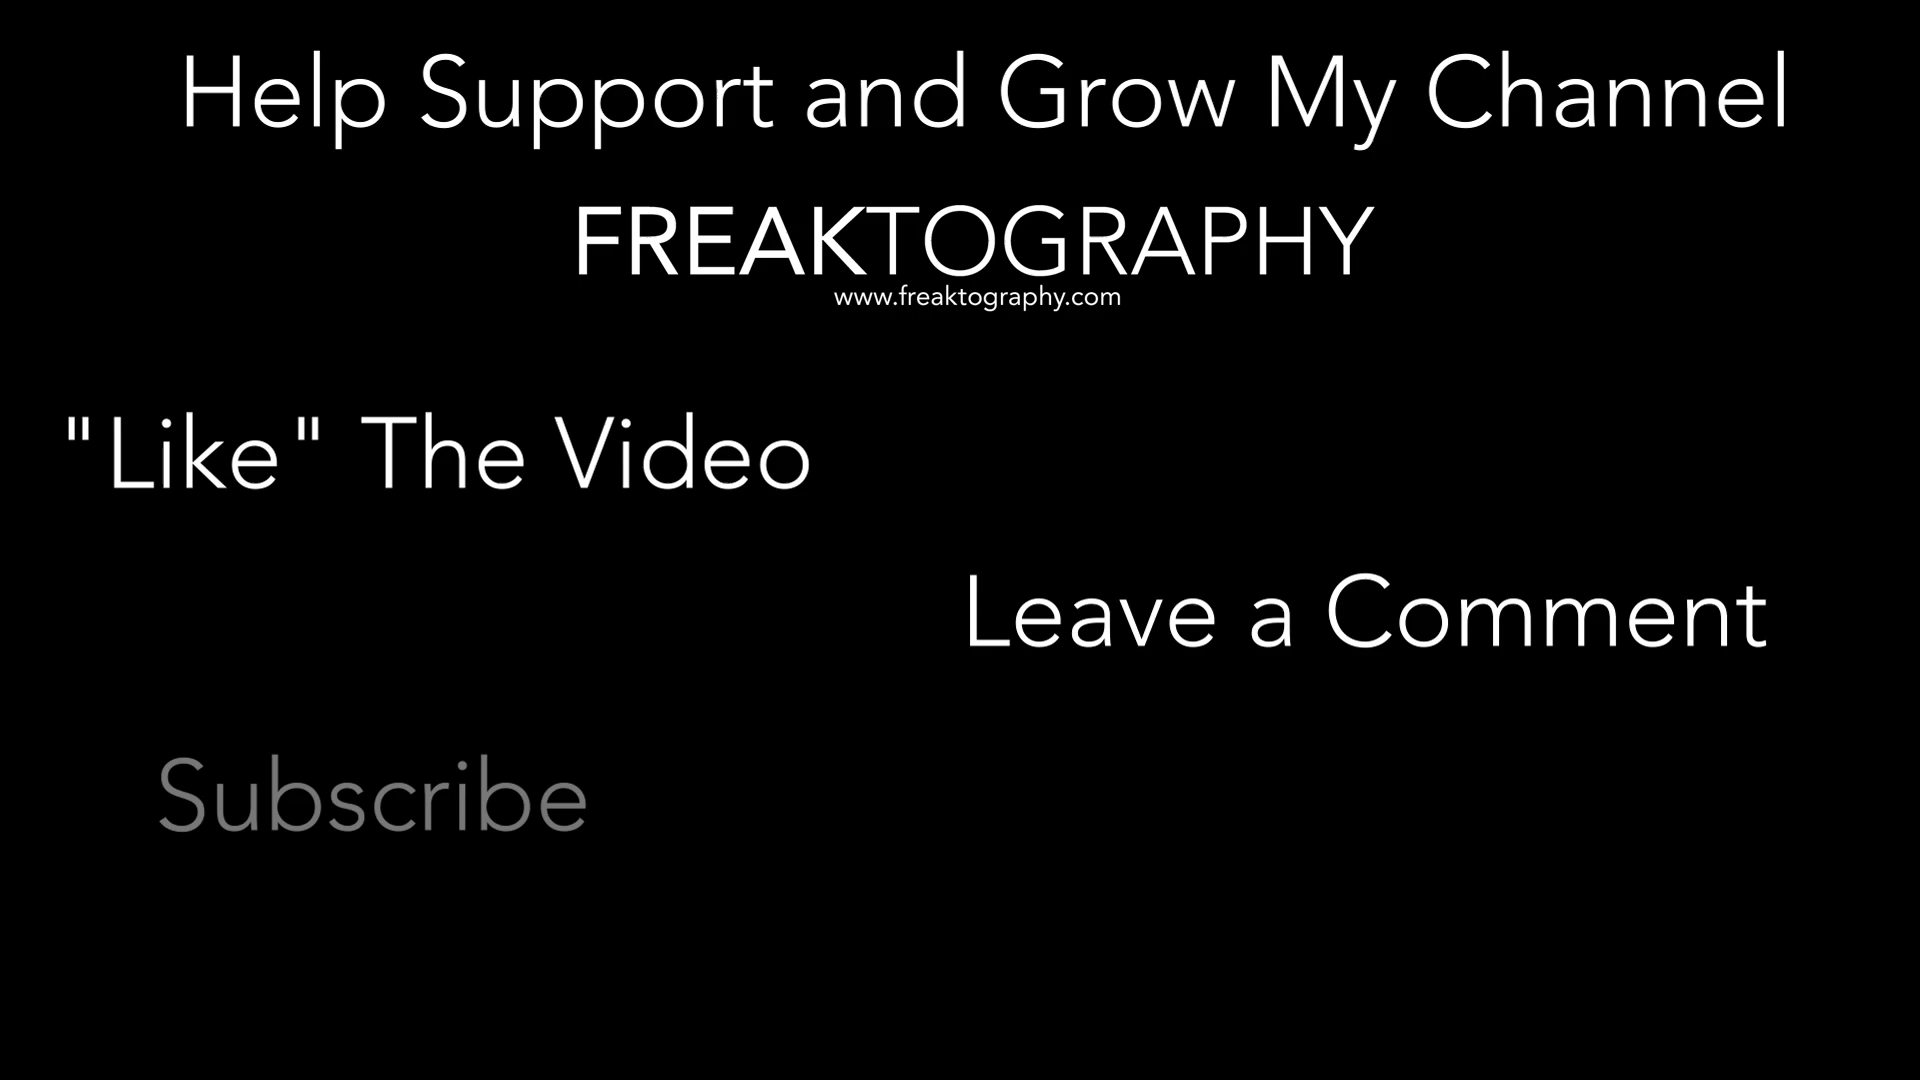 Help Support and Grow My Channel
FREAKTOGRAPHY
www.freaktography.com
"Like" The Video
Leave a Comment
Subscribe